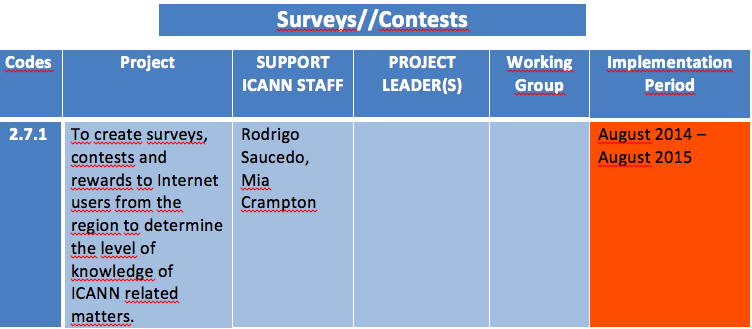 Surveys//Contests
Codes
Project
SUPPORT
ICANN STAFF
PROJECT
LEADER(S)
Working
Group
Implementation
Period
2.7.1
To create surveys,
contests and
rewards to Internet
users from the
region to determine
the level of
knowledge of
ICANN related
matters.
Rodrigo
Saucedo,
Mia
Crampton
August 2014 –
August 2015